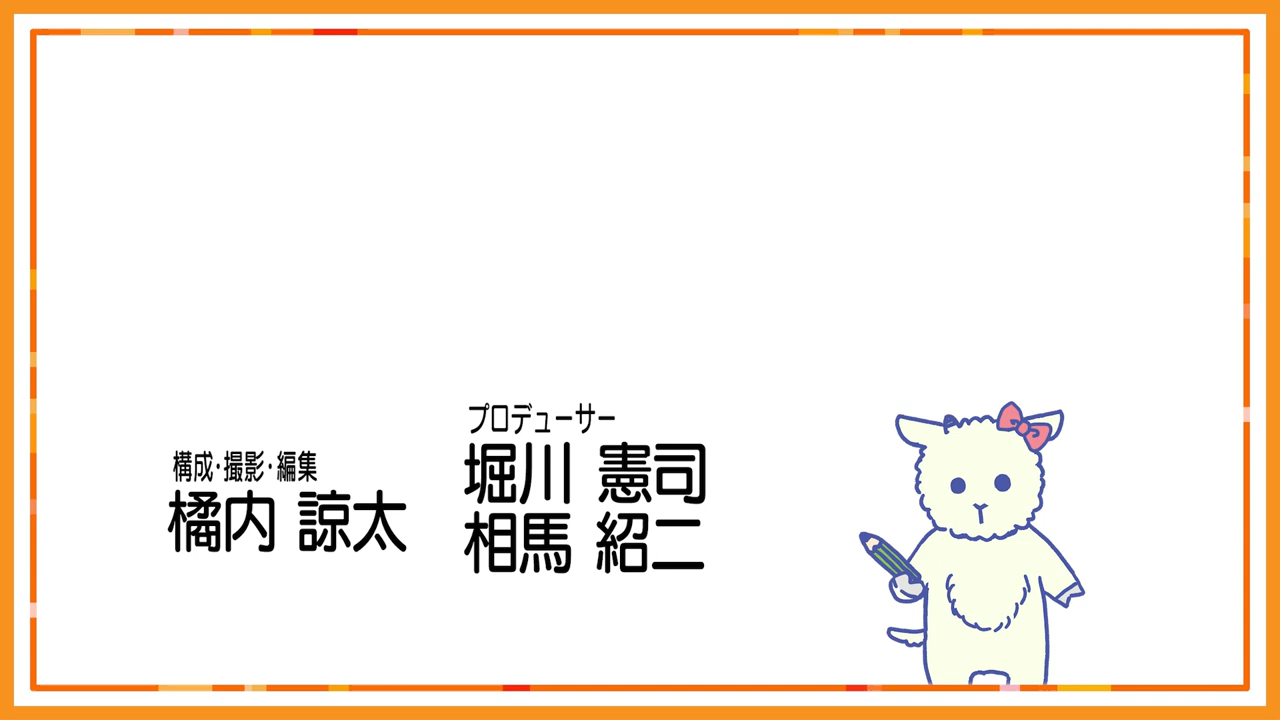 構成・撮影・編集
橘内 諒太
プロデューサー
堀川 憲司
相馬 紹二